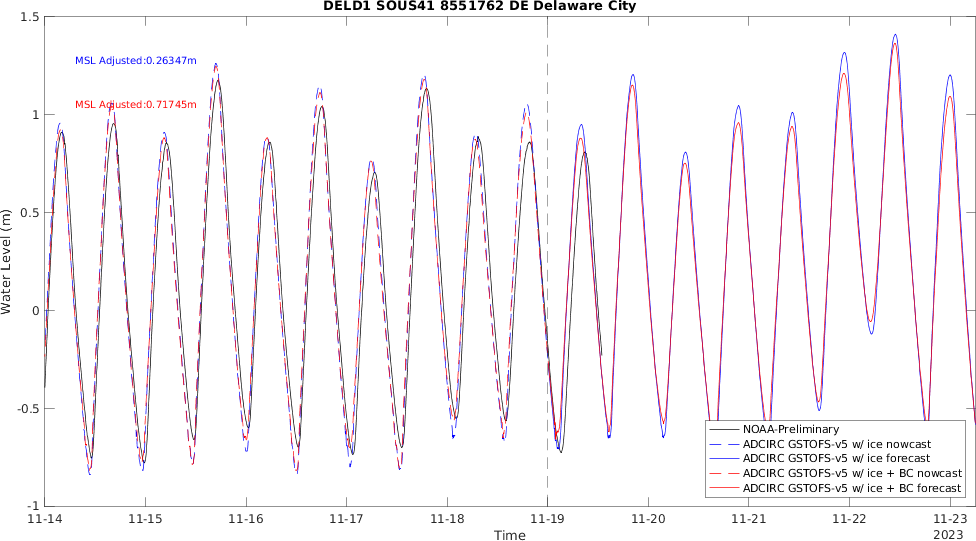 DELD1 SOUS41 8551762 DE Delaware City
1.5
MSL Adjusted:0.26347m
MSL Adjusted:0.71745m
1
0.5
Water Level (m)
0
-0.5
-1
NOAA-Preliminary
ADCIRC GSTOFS-v5 w/ ice nowcast
ADCIRC GSTOFS-v5 w/ ice forecast
ADCIRC GSTOFS-v5 w/ ice + BC nowcast
ADCIRC GSTOFS-v5 w/ ice + BC forecast
11-14 11-15 11-16 11-17 11-18 11-19 11-20 11-21 11-22 11-23
Time
2023